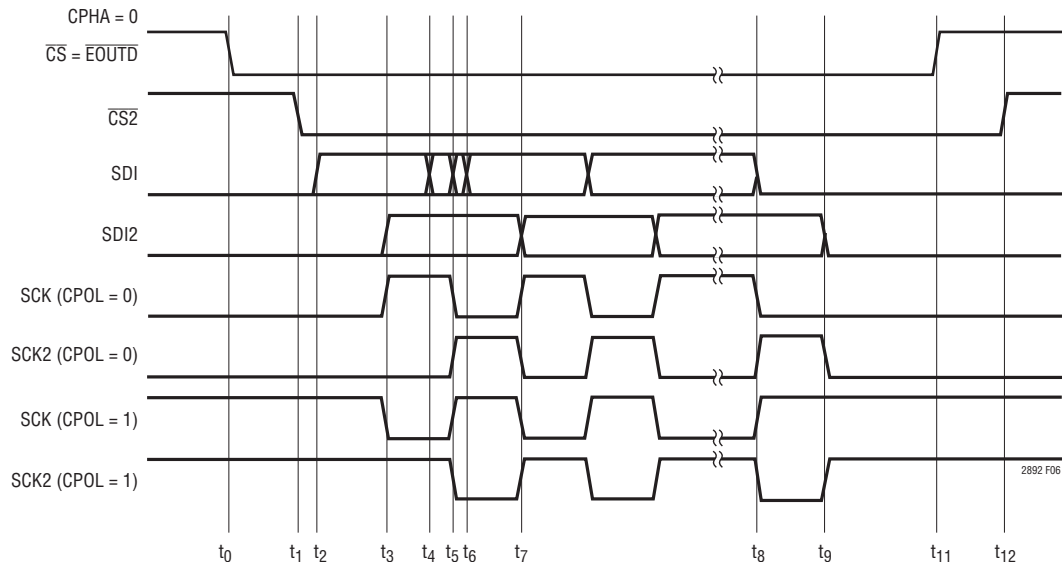 CPHA = 0
CS = EOUTD
CS2
SDI
SDI2
SCK (CPOL = 0)
SCK2 (CPOL = 0)
SCK (CPOL = 1)
SCK2 (CPOL = 1)
2892 F06
t0 t1 t2 t3 t4 t5 t6 t7 t8 t9 t11 t12